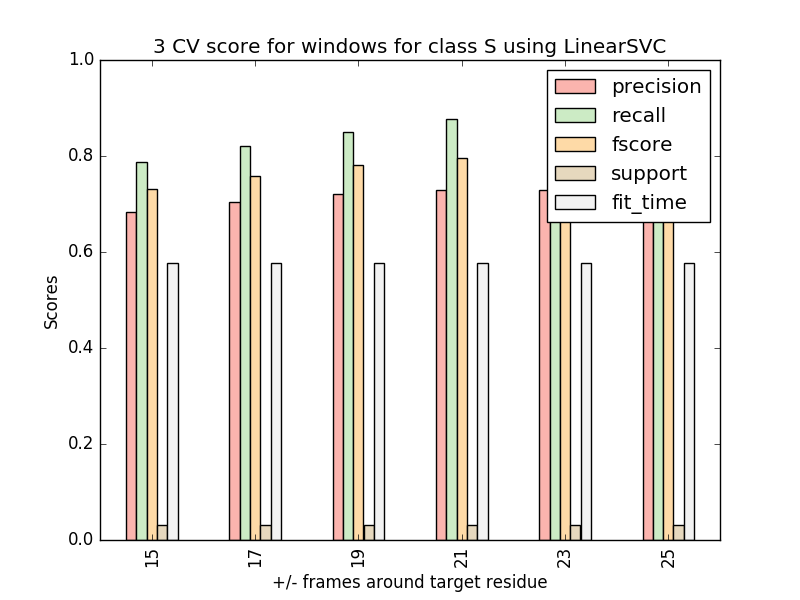 3 CV score for windows for class S using LinearSVC
1.0
0.8
0.6
0.4
0.2
0.0
Scores
precision
recall
fscore
support
fit_time
15 17 19 21 23 25
+/- frames around target residue